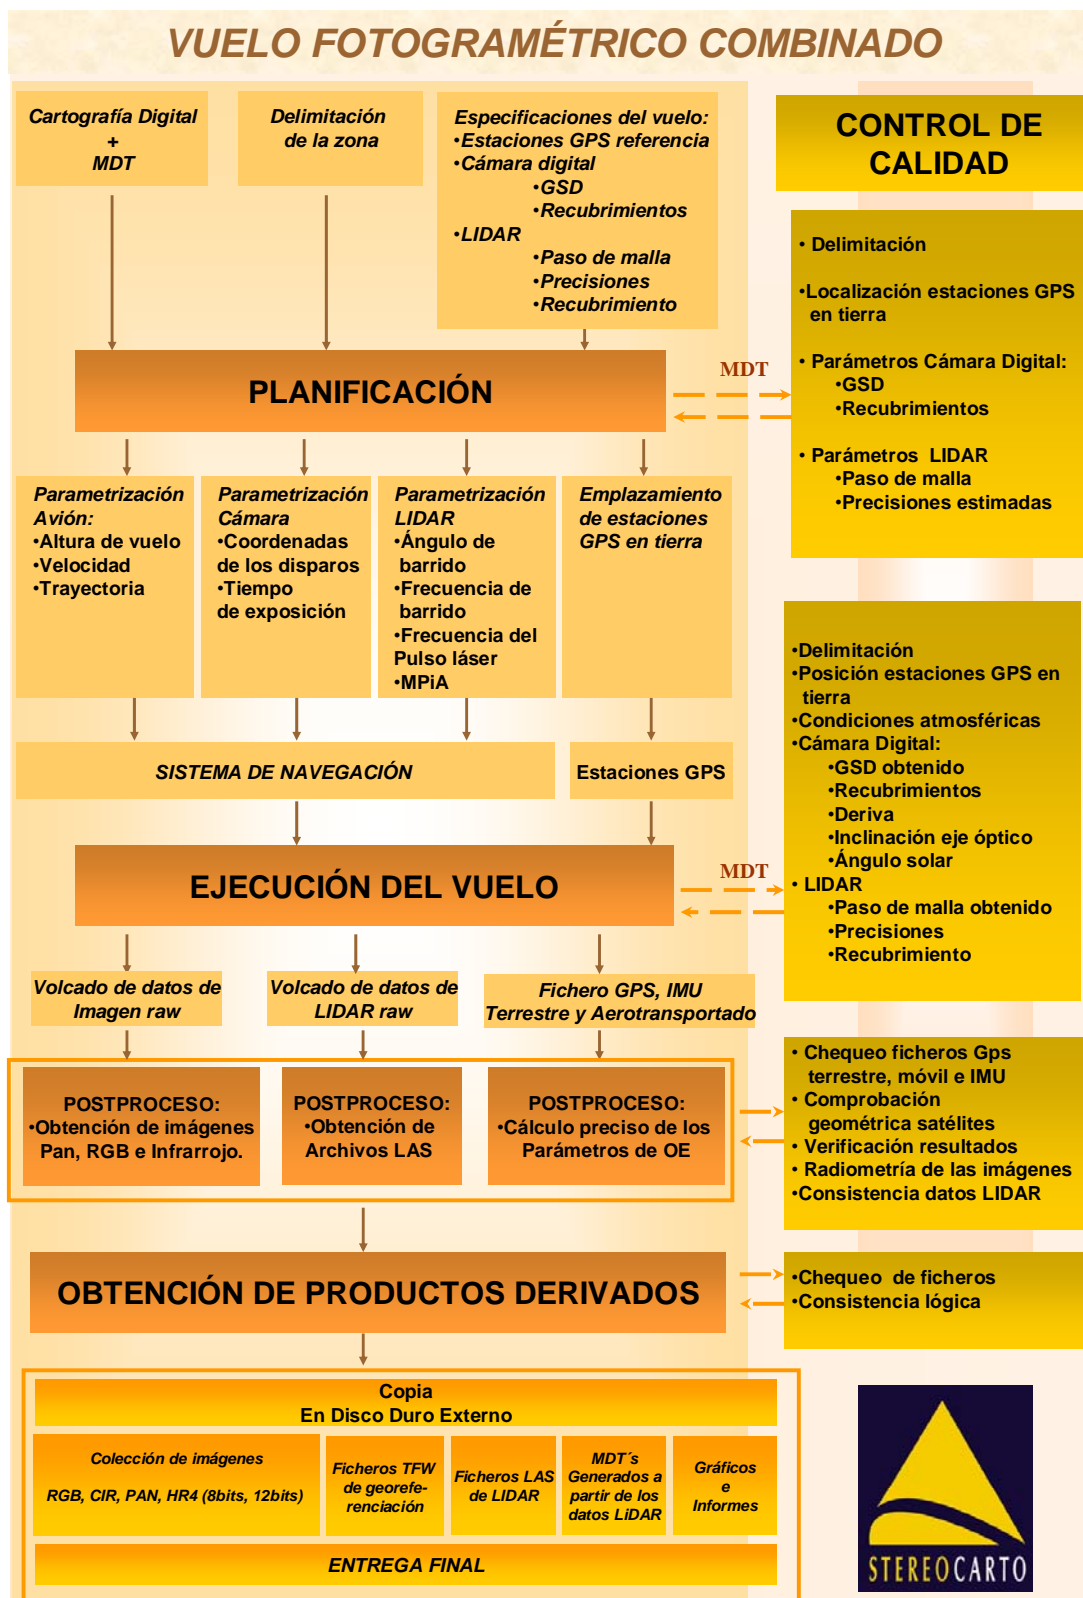 VUELO FOTOGRAMÉTRICO COMBINADO
Cartografía Digital
+
MDT
Delimitación
de la zona
Especificaciones del vuelo:
•Estaciones GPS referencia
•Cámara digital
•GSD
•Recubrimientos
•LIDAR
•Paso de malla
•Precisiones
•Recubrimiento
CONTROL DE
CALIDAD
• Delimitación
•Localización estaciones GPS
en tierra
• Parámetros Cámara Digital:
•GSD
•Recubrimientos
• Parámetros LIDAR
•Paso de malla
•Precisiones estimadas
PLANIFICACIÓN
MDT
Parametrización
Avión:
•Altura de vuelo
•Velocidad
•Trayectoria
Parametrización
Cámara
•Coordenadas
de los disparos
•Tiempo
de exposición
Parametrización
LIDAR
•Ángulo de
barrido
•Frecuencia de
barrido
•Frecuencia del
Pulso láser
•MPiA
Emplazamiento
de estaciones
GPS en tierra
SISTEMA DE NAVEGACIÓN
Estaciones GPS
•Delimitación
•Posición estaciones GPS en
tierra
•Condiciones atmosféricas
•Cámara Digital:
•GSD obtenido
•Recubrimientos
•Deriva
•Inclinación eje óptico
•Ángulo solar
• LIDAR
•Paso de malla obtenido
•Precisiones
•Recubrimiento
EJECUCIÓN DEL VUELO
MDT
Volcado de datos de
Imagen raw
Volcado de datos de
LIDAR raw
Fichero GPS, IMU
Terrestre y Aerotransportado
POSTPROCESO:
•Obtención de imágenes
Pan, RGB e Infrarrojo.
POSTPROCESO:
•Obtención de
Archivos LAS
POSTPROCESO:
•Cálculo preciso de los
Parámetros de OE
• Chequeo ficheros Gps
terrestre, móvil e IMU
• Comprobación
geométrica satélites
• Verificación resultados
• Radiometría de las imágenes
•Consistencia datos LIDAR
OBTENCIÓN DE PRODUCTOS DERIVADOS
•Chequeo de ficheros
•Consistencia lógica
Copia
En Disco Duro Externo
Colección de imágenes
RGB, CIR, PAN, HR4 (8bits, 12bits)
Ficheros TFW
de georefe-
renciación
Ficheros LAS
de LIDAR
MDT´s
Generados a
partir de los
datos LiDAR
Gráficos
e
Informes
ENTREGA FINAL
STEREOCARTO